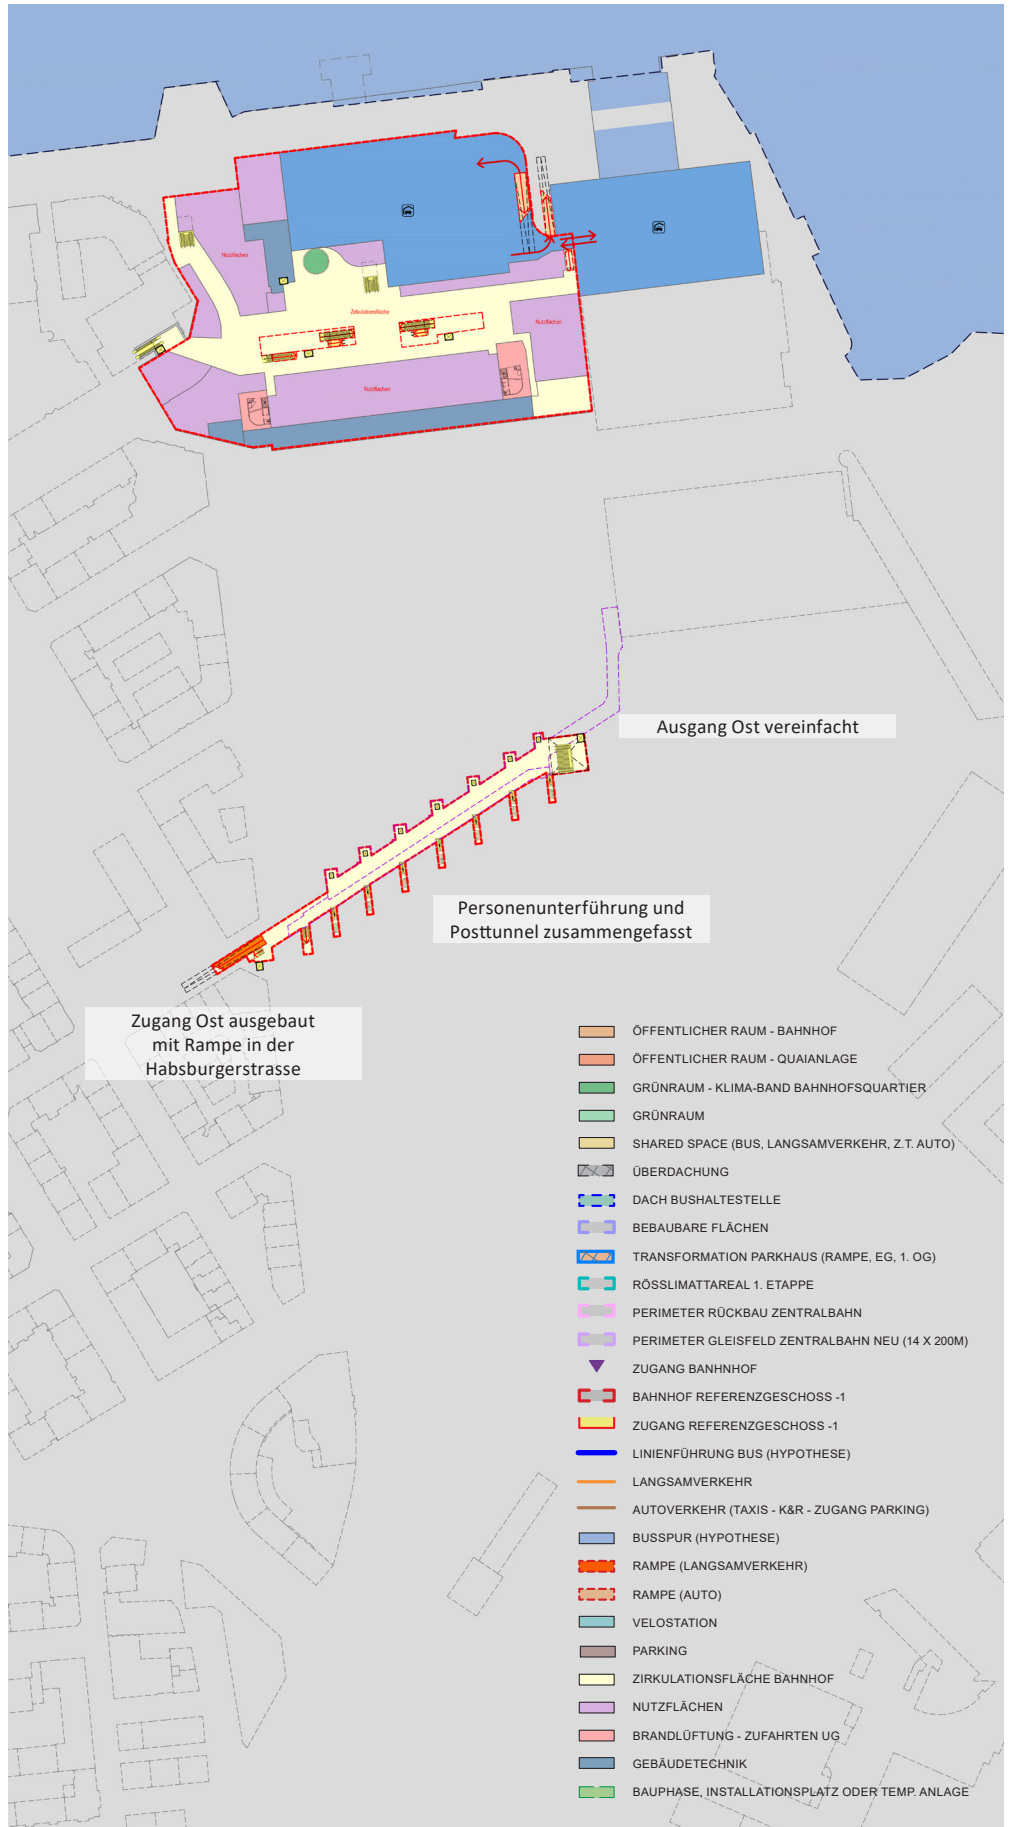 Nutzflächen
Zirkulationsfläche
Nutzflächen
Nutzflächen
Ausgang Ost vereinfacht
Personenunterführung und
Posttunnel zusammengefasst
Zugang Ost ausgebaut
mit Rampe in der
Habsburgerstrasse
ÖFFENTLICHER RAUM - BAHNHOF
ÖFFENTLICHER RAUM - QUAIANLAGE
GRÜNRAUM - KLIMA-BAND BAHNHOFSQUARTIER
GRÜNRAUM
SHARED SPACE (BUS, LANGSAMVERKEHR, Z.T. AUTO)
ÜBERDACHUNG
DACH BUSHALTESTELLE
BEBAUBARE FLÄCHEN
TRANSFORMATION PARKHAUS (RAMPE, EG, 1. OG)
RÖSSLIMATTAREAL 1. ETAPPE
PERIMETER RÜCKBAU ZENTRALBAHN
PERIMETER GLEISFELD ZENTRALBAHN NEU (14 X 200M)
ZUGANG BANHNHOF
BAHNHOF REFERENZGESCHOSS -1
ZUGANG REFERENZGESCHOSS -1
LINIENFÜHRUNG BUS (HYPOTHESE)
LANGSAMVERKEHR
AUTOVERKEHR (TAXIS - K&R - ZUGANG PARKING)
BUSSPUR (HYPOTHESE)
RAMPE (LANGSAMVERKEHR)
RAMPE (AUTO)
VELOSTATION
PARKING
ZIRKULATIONSFLÄCHE BAHNHOF
NUTZFLÄCHEN
BRANDLÜFTUNG - ZUFAHRTEN UG
GEBÄUDETECHNIK
BAUPHASE, INSTALLATIONSPLATZ ODER TEMP. ANLAGE